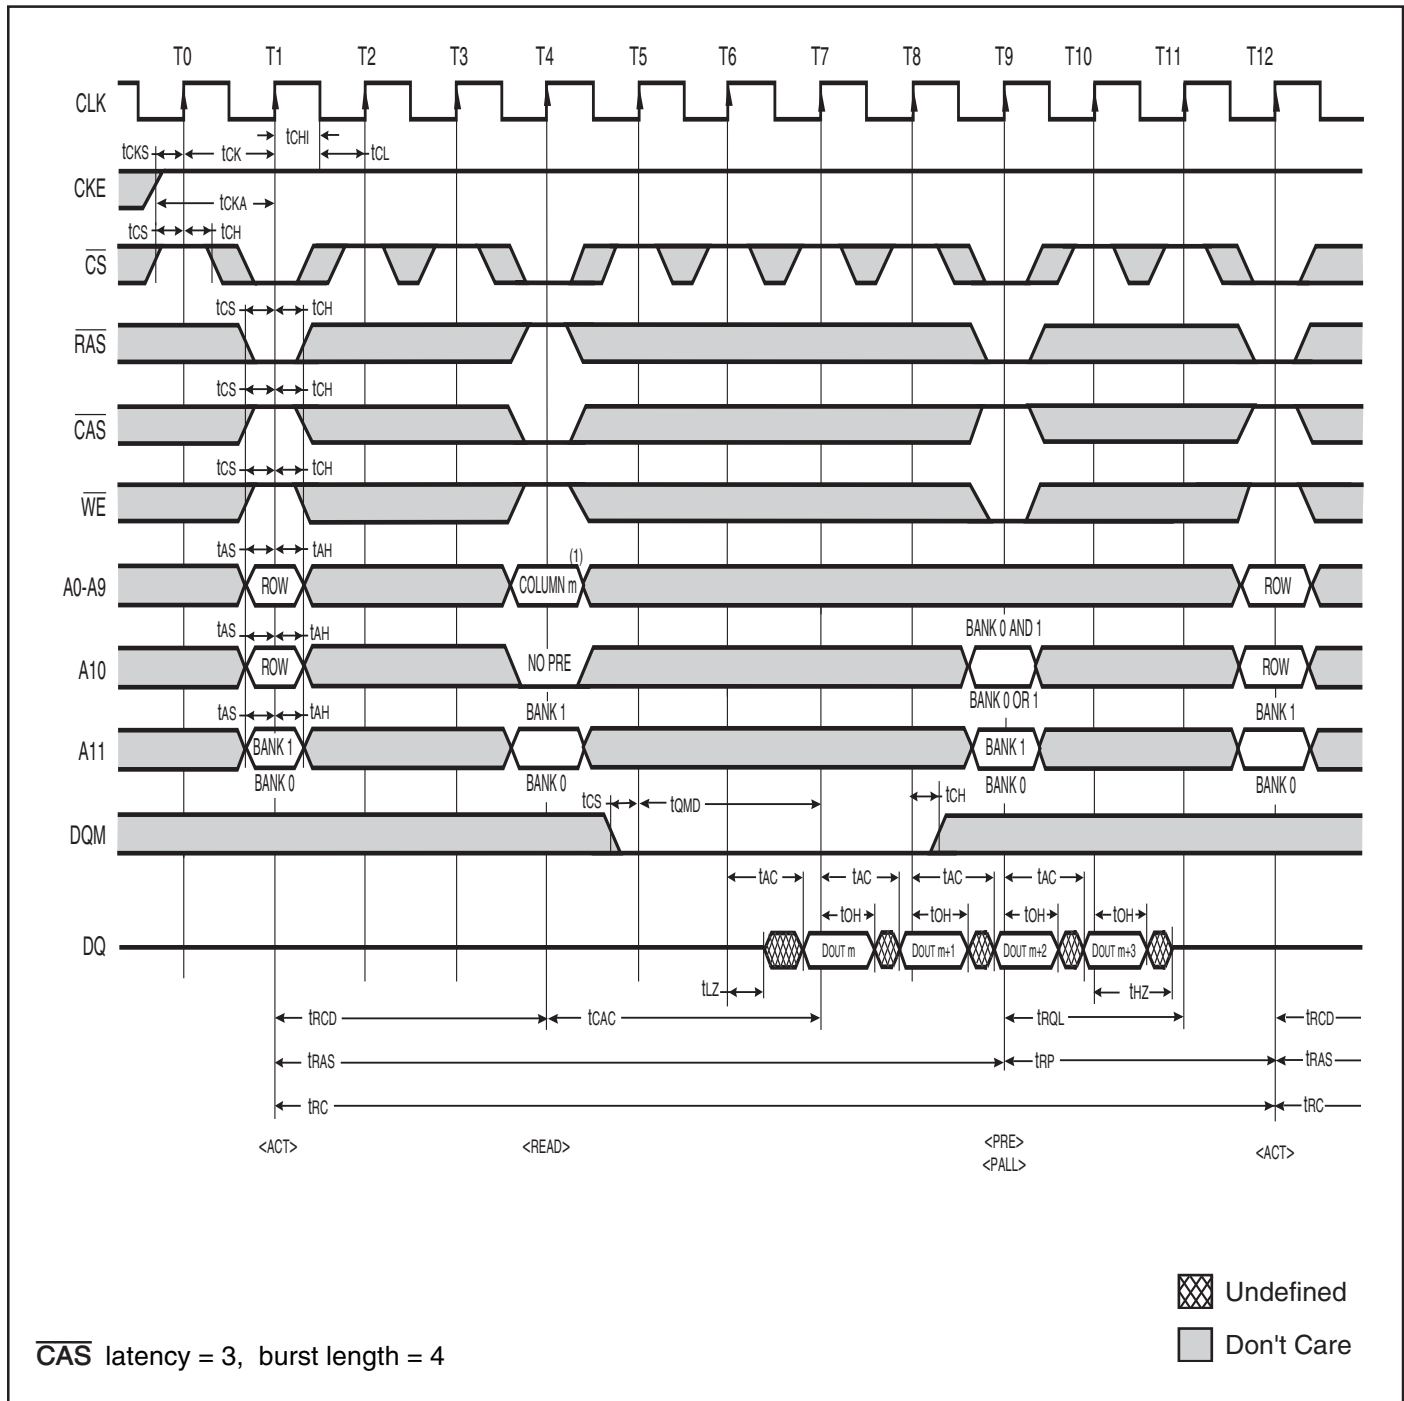 T0 T1 T2 T3 T4 T5 T6 T7 T8 T9 T10 T11 T12
CLK
tCHI
tCKS tCK tCL
CKE
tCKA
tCS tCH
CS
tCS tCH
RAS
tCS tCH
CAS
tCS tCH
WE
tAS tAH (1)
A0-A9 ROW COLUMN m ROW
tAS tAH BANK 0 AND 1
A10 ROW NO PRE ROW
BANK 0 OR 1
tAS tAH BANK 1 BANK 1
A11 BANK 1 BANK 1
BANK 0 BANK 0 BANK 0 BANK 0
tCS tQMD tCH
DQM
tAC tAC tAC tAC
tOH tOH tOH tOH
DQ DOUT m DOUT m+1 DOUT m+2 DOUT m+3
tLZ tHZ
tRCD tCAC tRQL tRCD
tRAS tRP tRAS
tRC tRC
<ACT> <READ> <PRE> <ACT>
<PALL>
Undefined
Don't Care
CAS latency = 3, burst length = 4